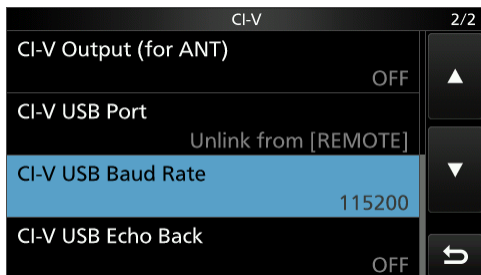 CI-V 2/2
CI-V Output (for ANT)
OFF
CI-V USB Port
Unlink from [REMOTE]
CI-V USB Baud Rate
115200
CI-V USB Echo Back
OFF